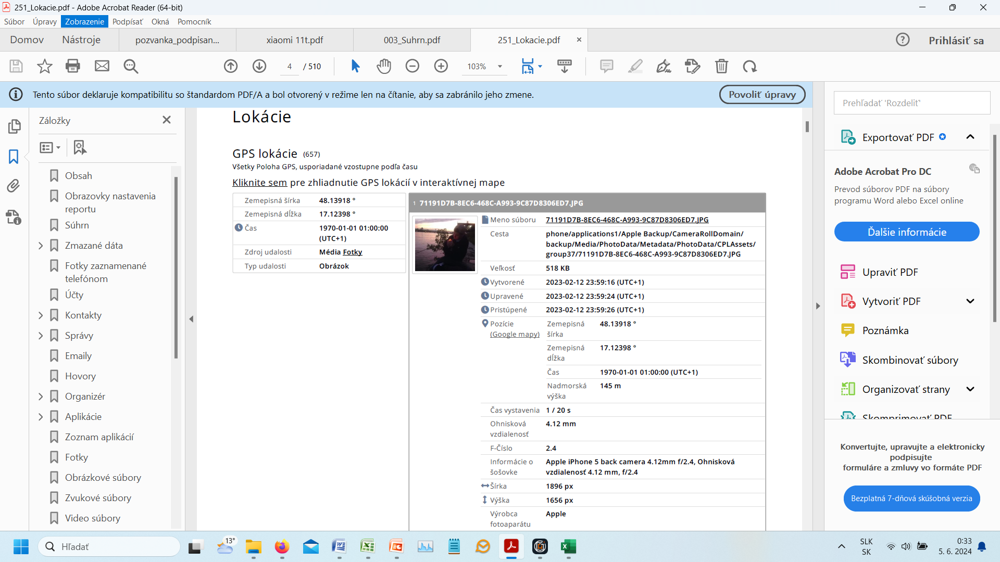 251_Lokacie.pdf - Adobe Acrobat Reader (64-bit)
Súbor Úpravy Zobrazenie Podpísať Okná Pomocník
Domov Nástroje pozvanka_podpisan... xiaomi 11t.pdf 003_Suhrn.pdf 251_Lokacie.pdf Prihlásiť sa
4 / 510 103%
Tento súbor deklaruje kompatibilitu so štandardom PDF/A a bol otvorený v režime len na čítanie, aby sa zabránilo jeho zmene. Povoliť úpravy
Záložky
Obsah
Obrazovky nastavenia
reportu
Súhrn
Zmazané dáta
Fotky zaznamenané
telefónom
Účty
Kontakty
Správy
Emaily
Hovory
Organizér
Aplikácie
Zoznam aplikácií
Fotky
Obrázkové súbory
Zvukové súbory
Video súbory
Lokácie
GPS lokácie (657)
Všetky Poloha GPS, usporiadané vzostupne podľa času
Kliknite sem pre zhliadnutie GPS lokácií v interaktívnej mape
Zemepisná šírka 48.13918 °
Zemepisná dĺžka 17.12398 °
Čas 1970-01-01 01:00:00
(UTC+1)
Zdroj udalosti Média Fotky
Typ udalosti Obrázok
1 71191D7B-8EC6-468C-A993-9C87D8306ED7.JPG
Meno súboru 71191D7B-8EC6-468C-A993-9C87D8306ED7.JPG
Cesta phone/applications1/Apple Backup/CameraRollDomain/
backup/Media/PhotoData/Metadata/PhotoData/CPLAssets/
group37/71191D7B-8EC6-468C-A993-9C87D8306ED7.JPG
Veľkosť 518 KB
Vytvorené 2023-02-12 23:59:16 (UTC+1)
Upravené 2023-02-12 23:59:24 (UTC+1)
Pristúpené 2023-02-12 23:59:26 (UTC+1)
Pozície Zemepisná 48.13918 °
(Google mapy) šírka
Zemepisná 17.12398 °
dĺžka
Čas 1970-01-01 01:00:00 (UTC+1)
Nadmorská 145 m
výška
Čas vystavenia 1 / 20 s
Ohnisková 4.12 mm
vzdialenosť
F-Číslo 2.4
Informácie o Apple iPhone 5 back camera 4.12mm f/2.4, Ohnisková
šošovke vzdialenosť 4.12 mm, f/2.4
Šírka 1896 px
Výška 1656 px
Výrobca Apple
fotoaparátu
Prehľadať 'Rozdeliť'
Exportovať PDF
Adobe Acrobat Pro DC
Prevod súborov PDF na súbory
programu Word alebo Excel online
Ďalšie informácie
Upraviť PDF
Vytvoriť PDF
Poznámka
Skombinovať súbory
Organizovať strany
Skomprimovať PDF
Konvertujte, upravujte a elektronicky
podpisujte
formuláre a zmluvy vo formáte PDF
Bezplatná 7-dňová skúšobná verzia
Hľadať
13°
SLK
SK
0:33
5. 6. 2024